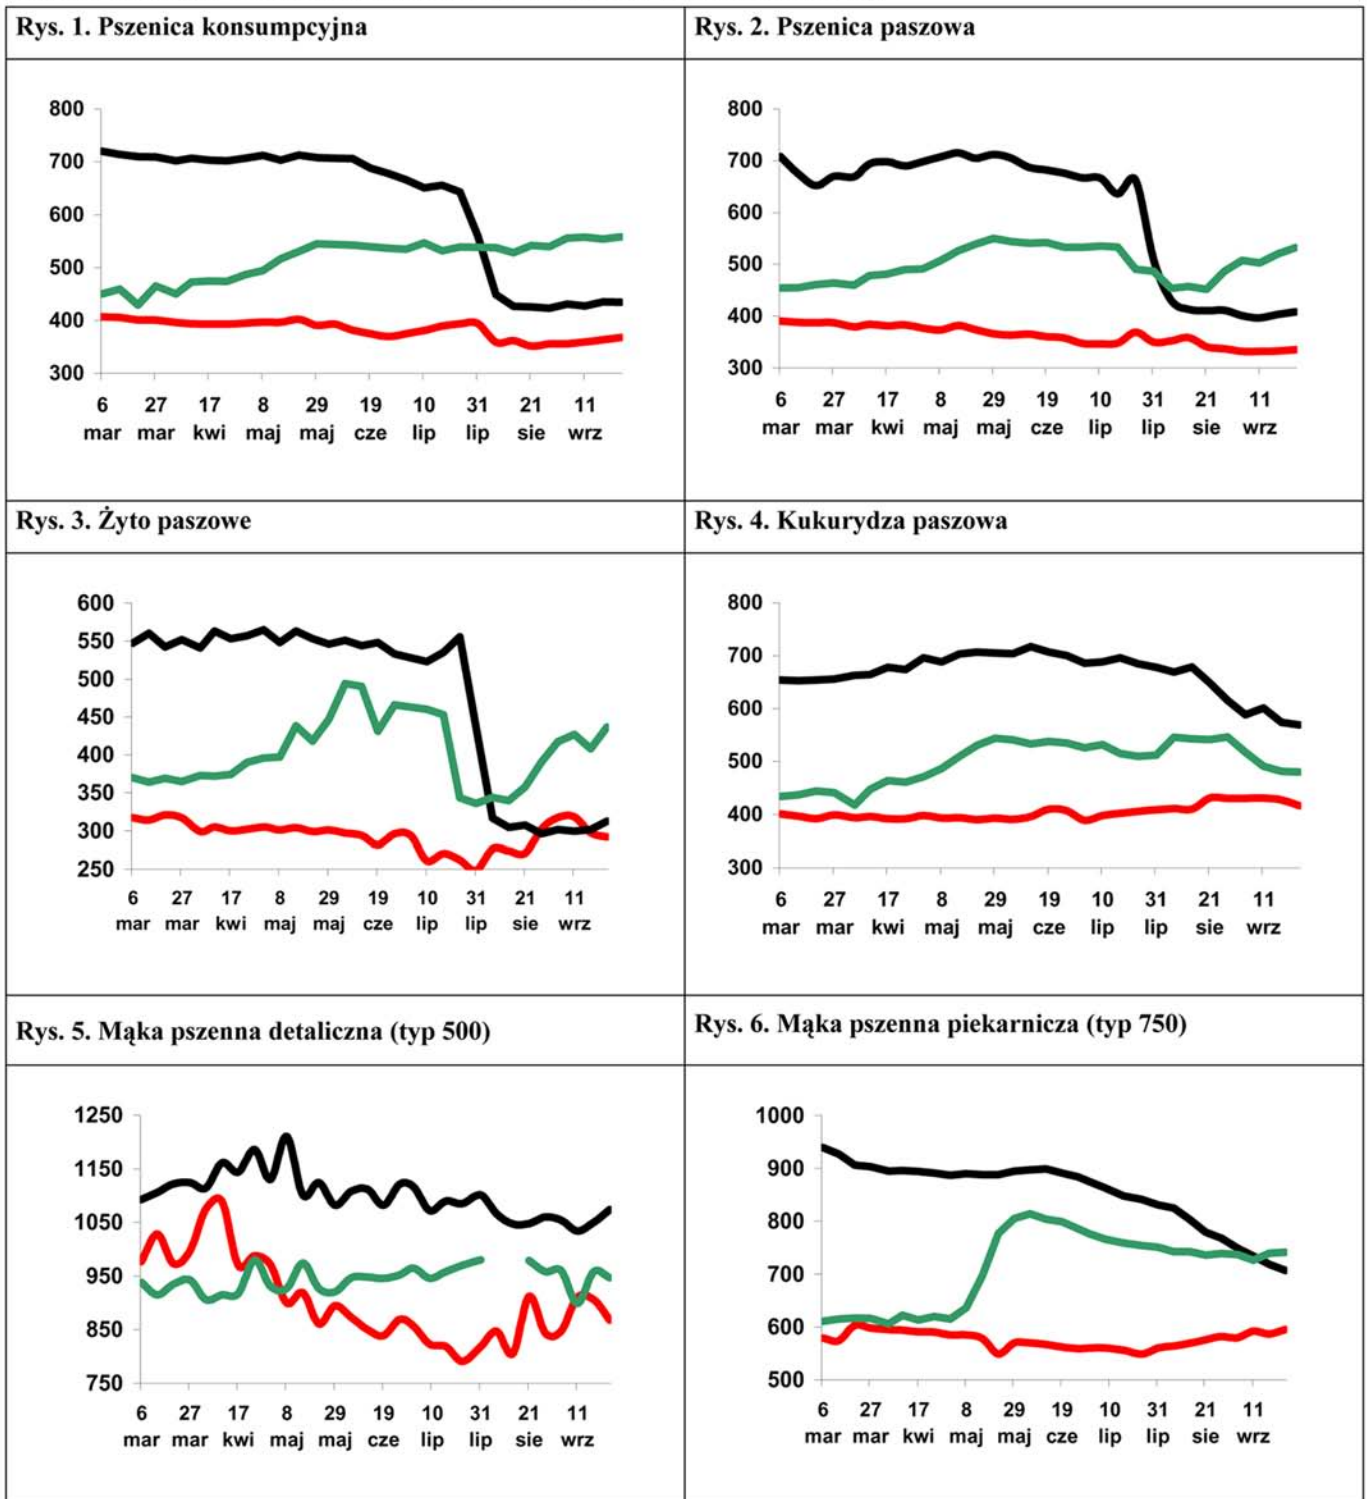 Rys. 1. Pszenica konsumpcyjna
800
700
600
500
400
300
6 27 17 8 29 19 10 31 21 11
mar mar kwi maj maj cze lip lip sie wrz
Rys. 2. Pszenica paszowa
800
700
600
500
400
300
6 27 17 8 29 19 10 31 21 11
mar mar kwi maj maj cze lip lip sie wrz
Rys. 3. Żyto paszowe
600
550
500
450
400
350
300
250
6 27 17 8 29 19 10 31 21 11
mar mar kwi maj maj cze lip lip sie wrz
Rys. 4. Kukurydza paszowa
800
700
600
500
400
300
6 27 17 8 29 19 10 31 21 11
mar mar kwi maj maj cze lip lip sie wrz
Rys. 5. Mąka pszenna detaliczna (typ 500)
1250
1150
1050
950
850
750
6 27 17 8 29 19 10 31 21 11
mar mar kwi maj maj cze lip lip sie wrz
Rys. 6. Mąka pszenna piekarnicza (typ 750)
1000
900
800
700
600
500
6 27 17 8 29 19 10 31 21 11
mar mar kwi maj maj cze lip lip sie wrz